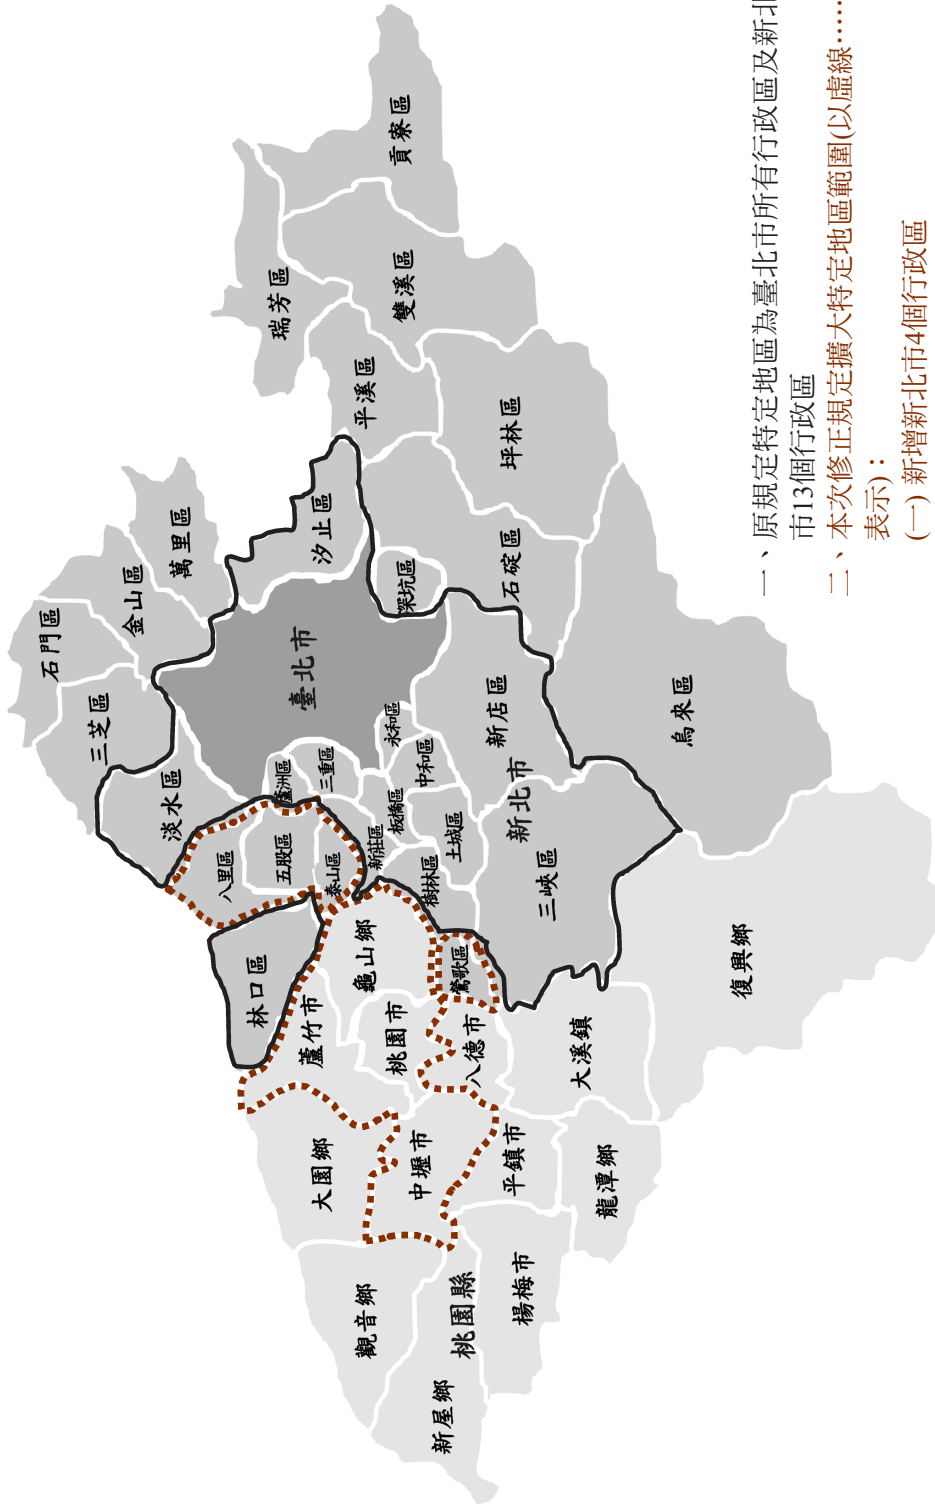 貢寮區
瑞芳區
雙溪區
平溪區
坪林區
萬里區
金山區
石門區
三芝區
汐止區
深坑區
石碇區
臺北市
淡水區
烏來區
新店區
永和區
中和區
蘆洲區
三重區
新北市
板橋區
土城區
新莊區
樹林區
三峽區
八里區
五股區
泰山區
林口區
鶯歌區
龜山鄉
蘆竹市
桃園市
八德市
大溪鎮
復興鄉
大園鄉
中壢市
平鎮市
龍潭鄉
觀音鄉
桃園縣
楊梅市
新屋鄉
一、原規定特定地區為臺北市所有行政區及新北
市13個行政區
二、本次修正規定擴大特定地區範圍(以虛線……
表示)：
(一) 新增新北市4個行政區